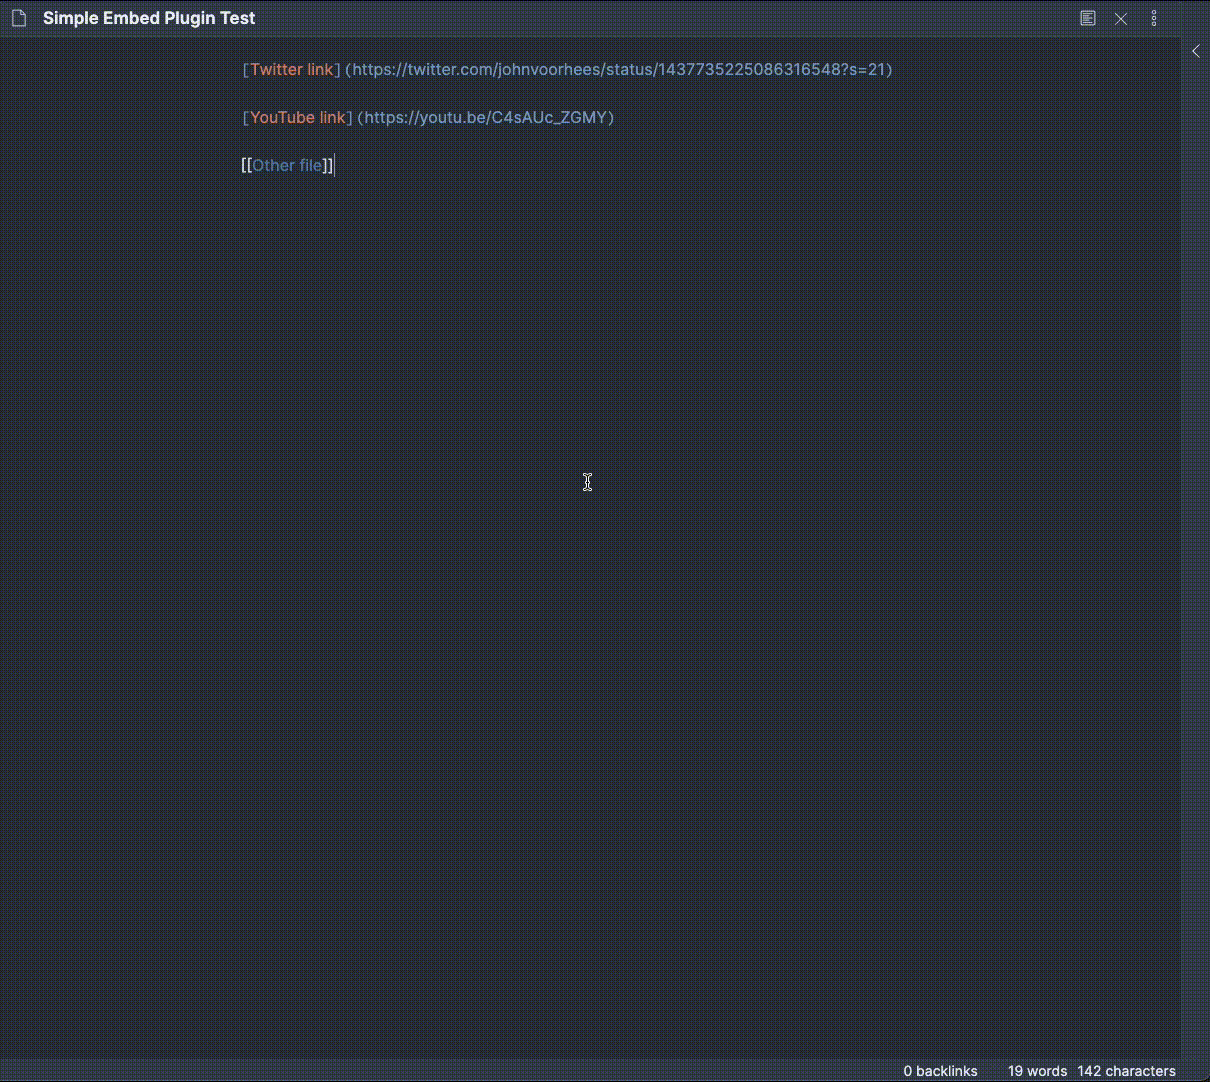 Simple Embed Plugin Test
[Twitter link] (https://twitter.com/johnvoorhees/status/1437735225086316548?s=21)
[YouTube link] (https://youtu.be/C4sAUc_ZGMY)
[[Other file]]
0 backlinks 19 words 142 characters